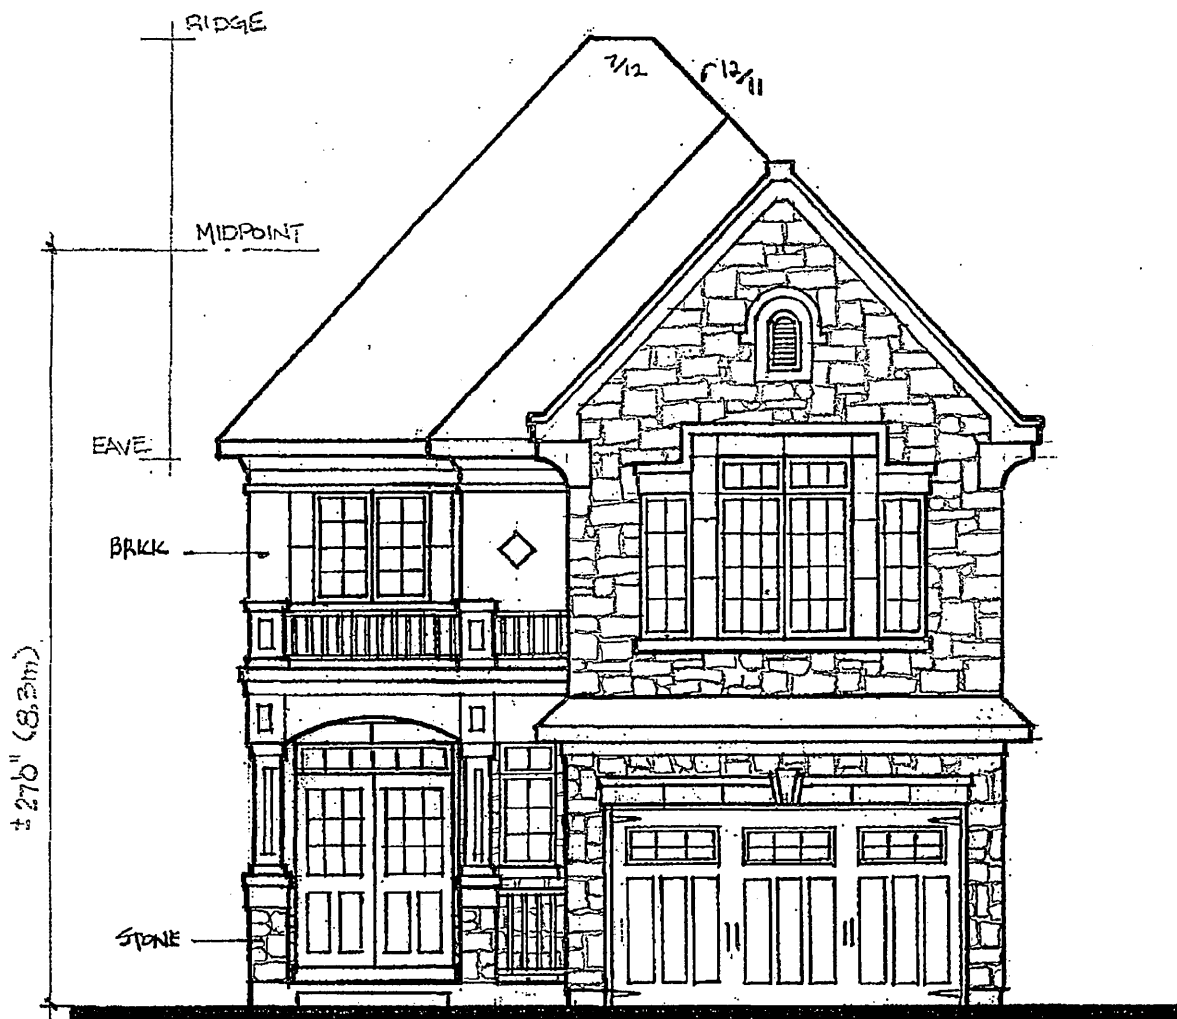 RIDGE
7/12
12/11
MIDPOINT
EAVE
BRICK
± 27'6" (8.3m)
STONE